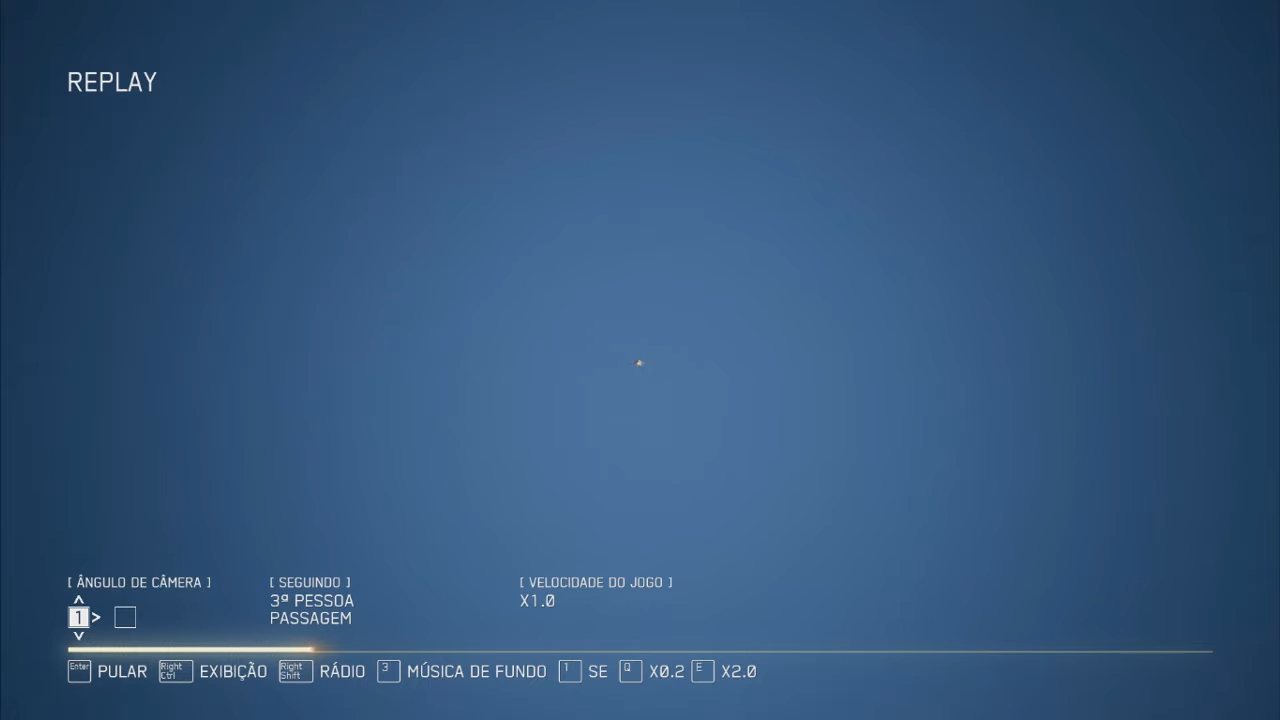 REPLAY
[ ÂNGULO DE CÂMERA ]
1
[ SEGUINDO ]
3ª PESSOA
PASSAGEM
[ VELOCIDADE DO JOGO ]
X1.0
Enter PULAR Right Ctrl EXIBIÇÃO Right Shift RÁDIO 3 MÚSICA DE FUNDO 1 SE Q X0.2 E X2.0